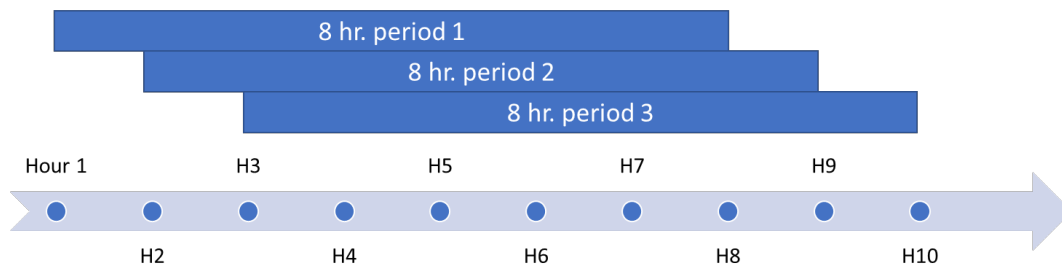 8 hr. period 1
8 hr. period 2
8 hr. period 3
Hour 1 H3 H5 H7 H9
H2 H4 H6 H8 H10